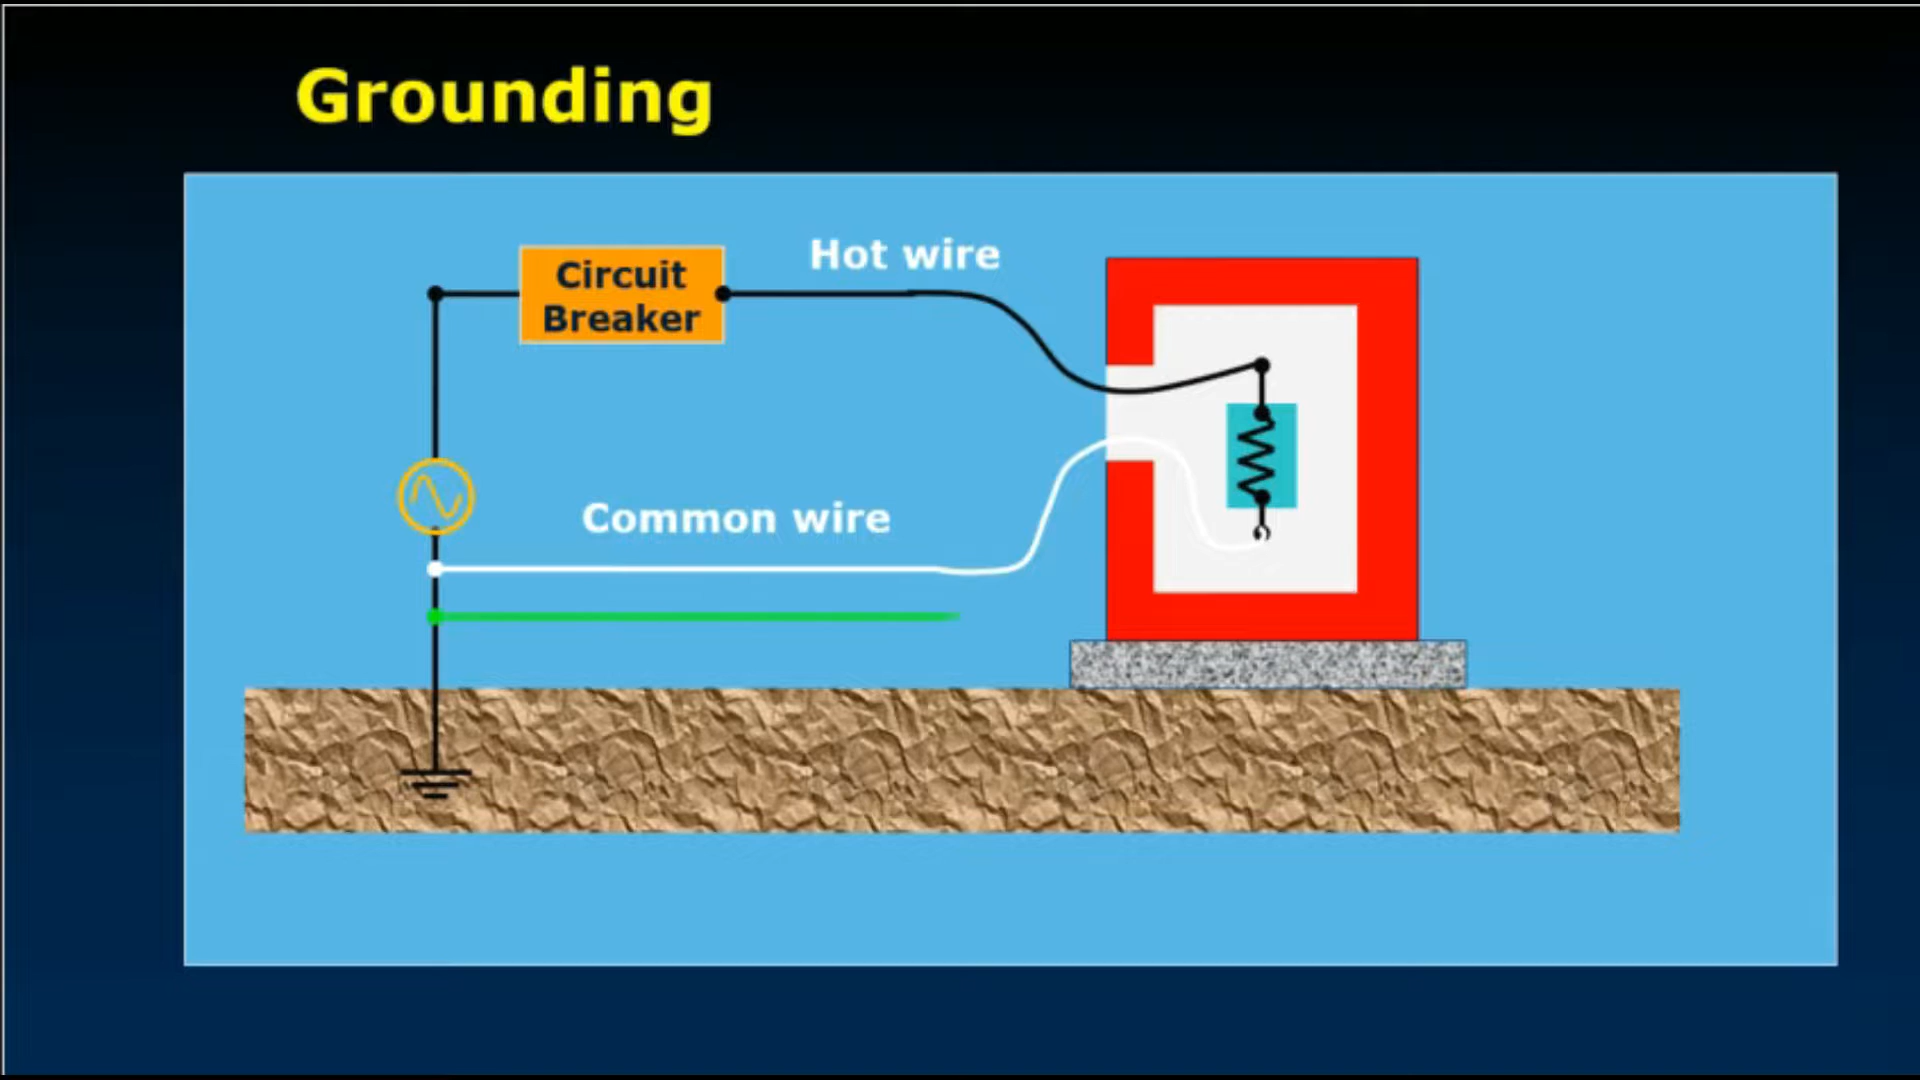 Grounding
Circuit
Breaker
Hot wire
Common wire